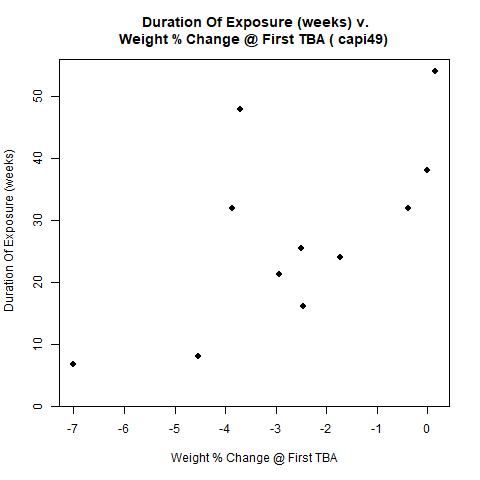 Duration Of Exposure (weeks) v.
Weight % Change @ First TBA ( capi49)
Duration Of Exposure (weeks)
50
40
30
20
10
0
-7 -6 -5 -4 -3 -2 -1 0
Weight % Change @ First TBA